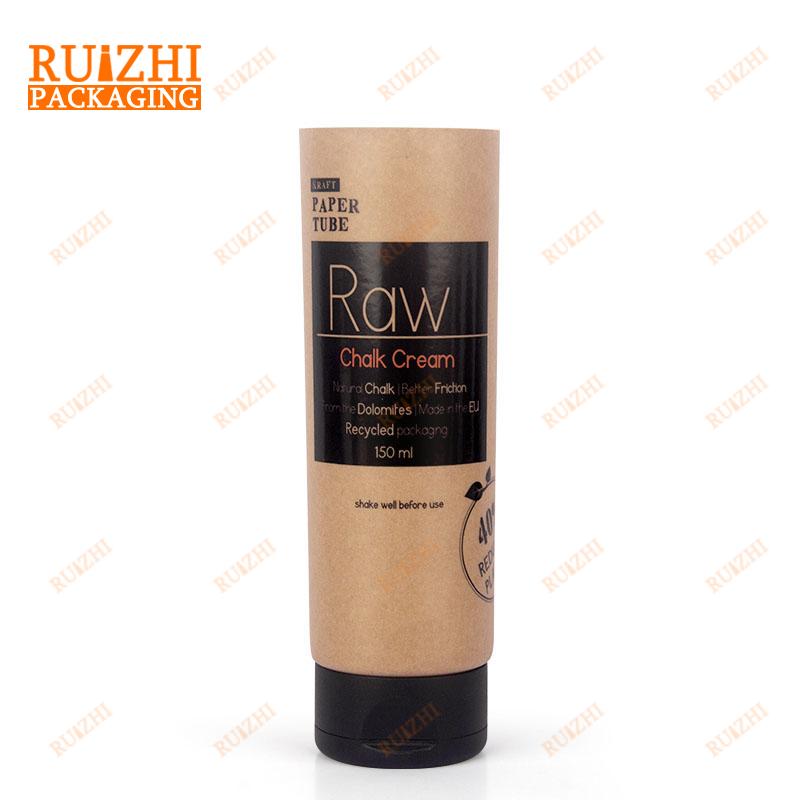 RUIZHI
PACKAGING
KRAFT
PAPER
TUBE
Raw
Chalk Cream
Natural Chalk | Better Friction
From the Dolomites | Made in the EU
Recycled packaging
150 ml
shake well before use
40%